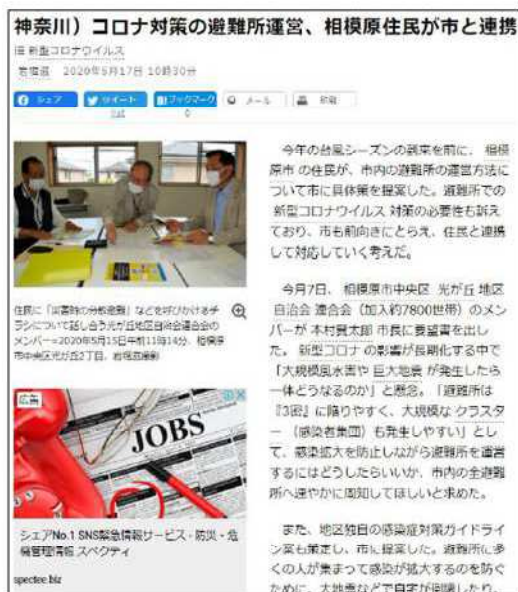 神奈川）コロナ対策の避難所運営、相模原住民が市と連携
新型コロナウイルス
2020年5月17日 10時30分
シェア
ツイート
list
ブックマーク
0
メール
印刷
今年の台風シーズンの到来を前に、相模
原市の住民が、市内の避難所の運営方法に
ついて市に具体策を提案した。避難所での
新型コロナウイルス 対策の必要性も訴え
ており、市も前向きにとらえ、住民と連携
して対応していく考えだ。
今月7日、相模原市中央区 光が丘 地区
自治会 連合会（加入約7800世帯）のメン
バーが 本村賢太郎 市長に要望書を出し
た。 新型コロナ の影響が長期化する中で
「大規模風水害や 巨大地震 が発生したら
一体どうなるのか」と懸念。「避難所は
『3密』に陥りやすく、大規模な クラスタ
ー （感染者集団）も発生しやすい」とし
て、感染拡大を防止しながら避難所を運営
するにはどうしたらいいか、市内の全避難
所へ速やかに周知してほしいと求めた。
また、地区独自の感染症対策ガイドライ
ン案も策定し、市に提案した。避難所に多
くの人が集まって感染が拡大するのを防ぐ
ために、大地震などで自宅が倒壊したり、
住民に「災害時の分散避難」などを呼びかけるチ
ラシについて話し合う光が丘地区自治会連合会の
メンバー=2020年5月15日午前11時14分、相模原
市中央区光が丘2丁目、
広告
JOBS
シェアNo.1 SNS緊急情報サービス - 防災・危
機管理情報 スペクティ
spectee.biz